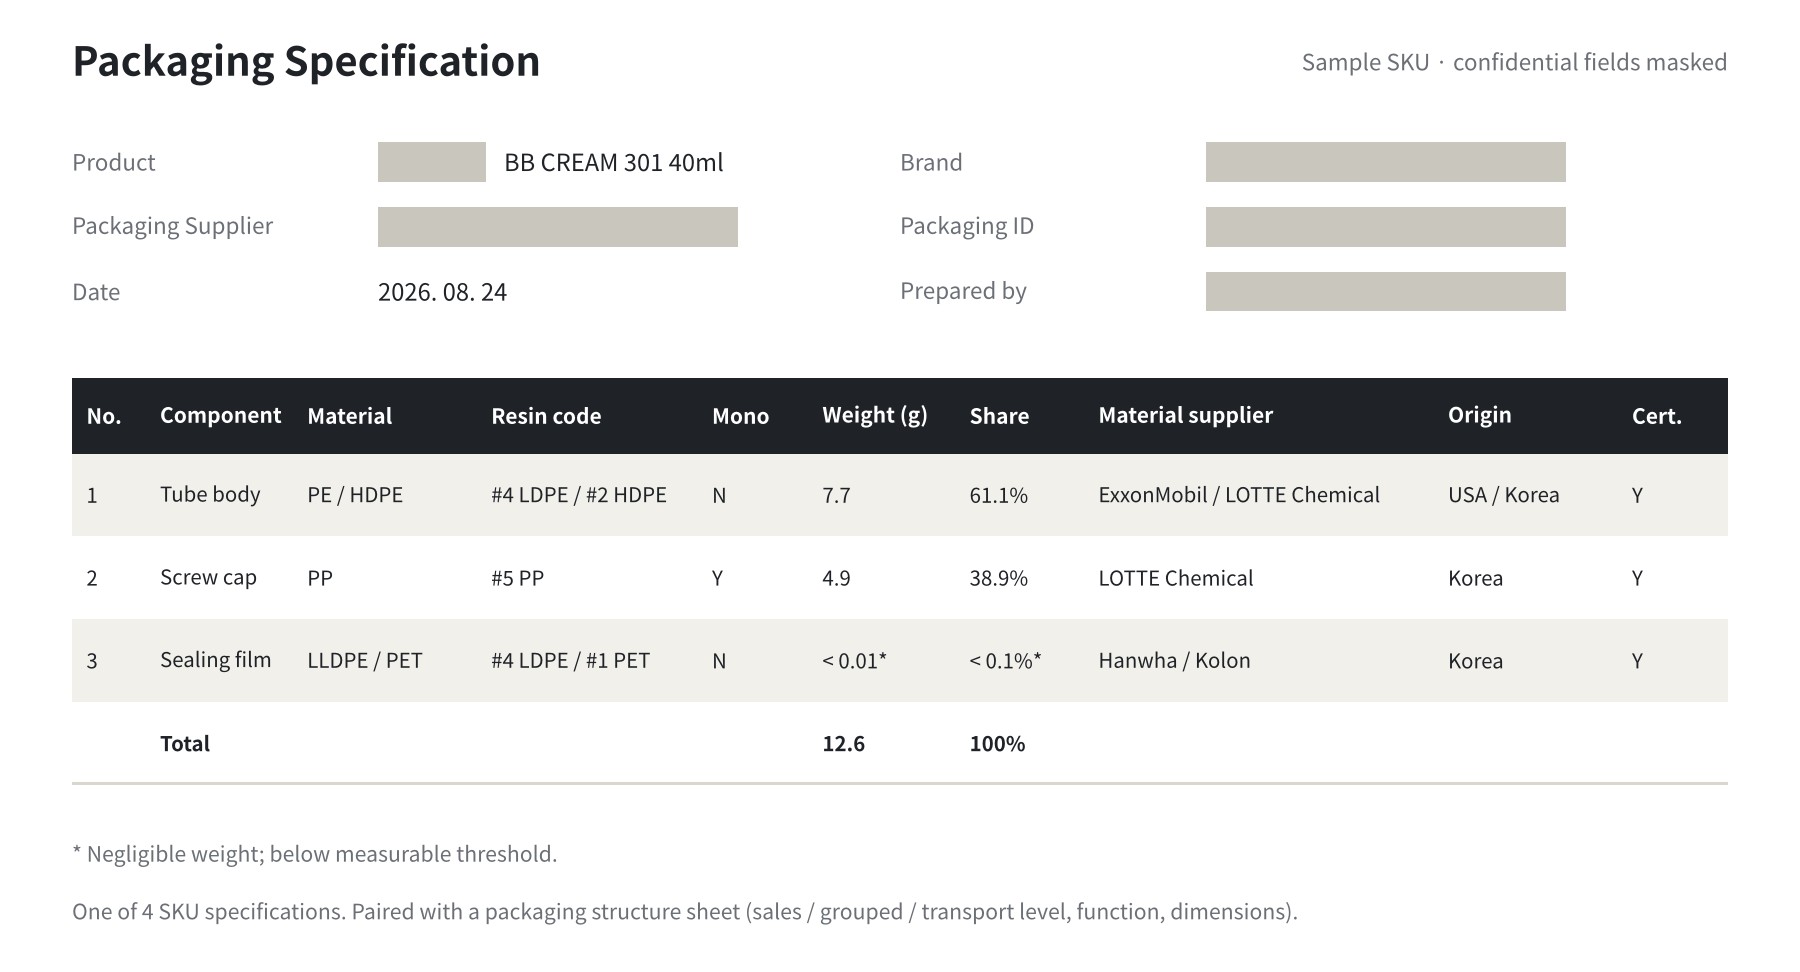 Packaging Specification
Sample SKU · confidential fields masked
Product BB CREAM 301 40ml Brand
Packaging Supplier Packaging ID
Date 2026. 08. 24 Prepared by
No. Component Material Resin code Mono Weight (g) Share Material supplier Origin Cert.
1 Tube body PE / HDPE #4 LDPE / #2 HDPE N 7.7 61.1% ExxonMobil / LOTTE Chemical USA / Korea Y
2 Screw cap PP #5 PP Y 4.9 38.9% LOTTE Chemical Korea Y
3 Sealing film LLDPE / PET #4 LDPE / #1 PET N < 0.01* < 0.1%* Hanwha / Kolon Korea Y
Total 12.6 100%
* Negligible weight; below measurable threshold.
One of 4 SKU specifications. Paired with a packaging structure sheet (sales / grouped / transport level, function, dimensions).